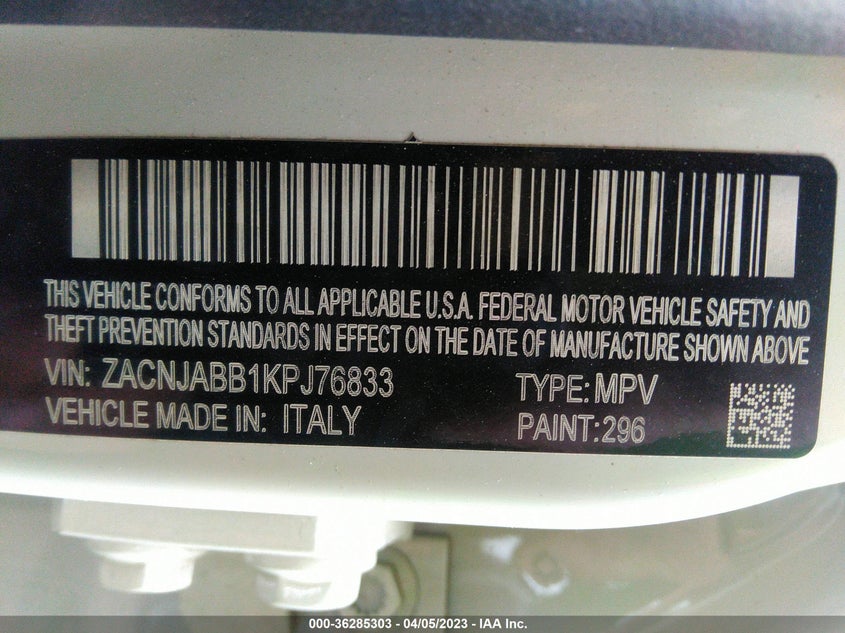 THIS VEHICLE CONFORMS TO ALL APPLICABLE U.S.A. FEDERAL MOTOR VEHICLE SAFETY AND
THEFT PREVENTION STANDARDS IN EFFECT ON THE DATE OF MANUFACTURE SHOWN ABOVE
VIN: ZACNJABB1KPJ76833 TYPE: MPV
VEHICLE MADE IN: ITALY PAINT: 296
000-36285303 - 04/05/2023 - IAA Inc.